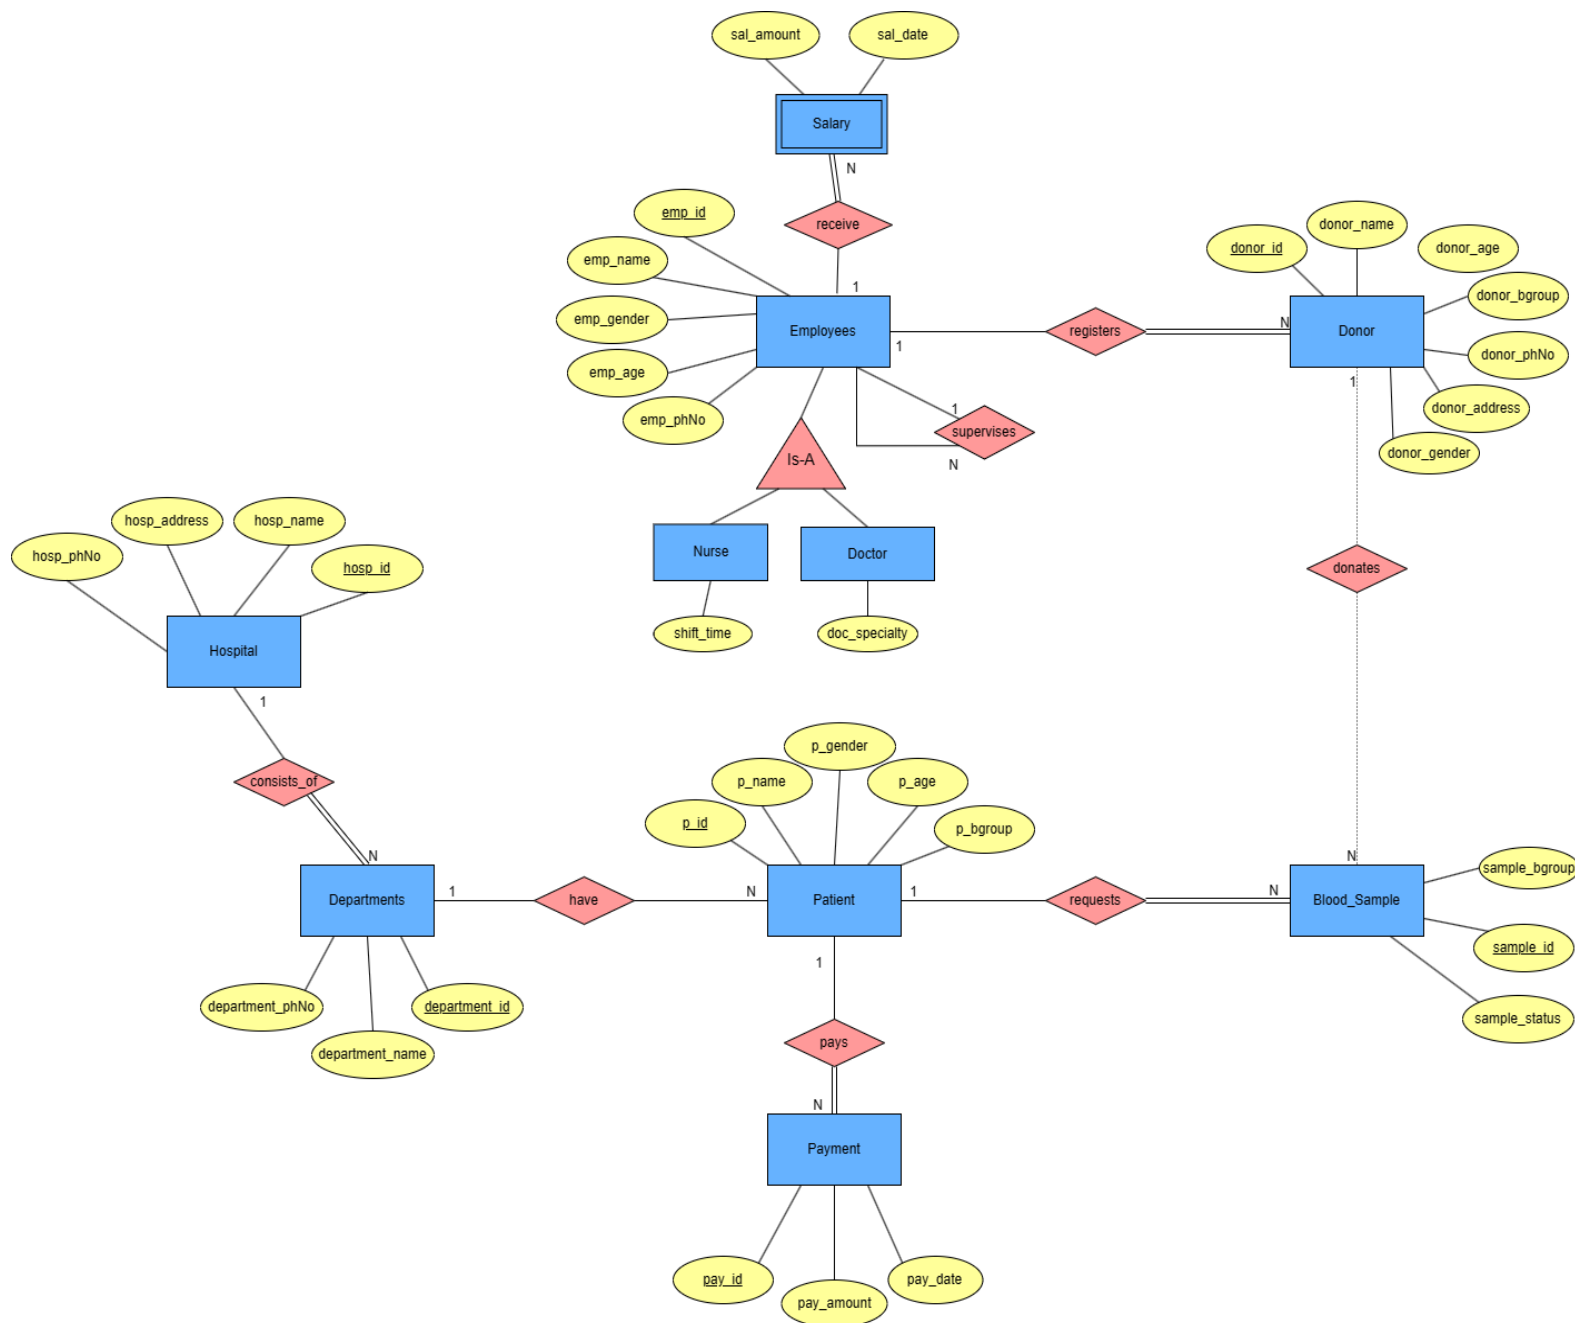 sal_amount
sal_date
Salary
N
receive
1
emp_id
emp_name
emp_gender
emp_age
emp_phNo
Employees
1
registers
N
Donor
1
donor_id
donor_name
donor_age
donor_bgroup
donor_phNo
donor_address
donor_gender
1
supervises
N
Is-A
Nurse
Doctor
shift_time
doc_specialty
donates
hosp_phNo
hosp_address
hosp_name
hosp_id
Hospital
1
consists_of
N
Departments
1
have
N
department_phNo
department_name
department_id
p_id
p_name
p_gender
p_age
p_bgroup
Patient
1
requests
N
N
Blood_Sample
sample_bgroup
sample_id
sample_status
1
pays
N
Payment
pay_id
pay_amount
pay_date